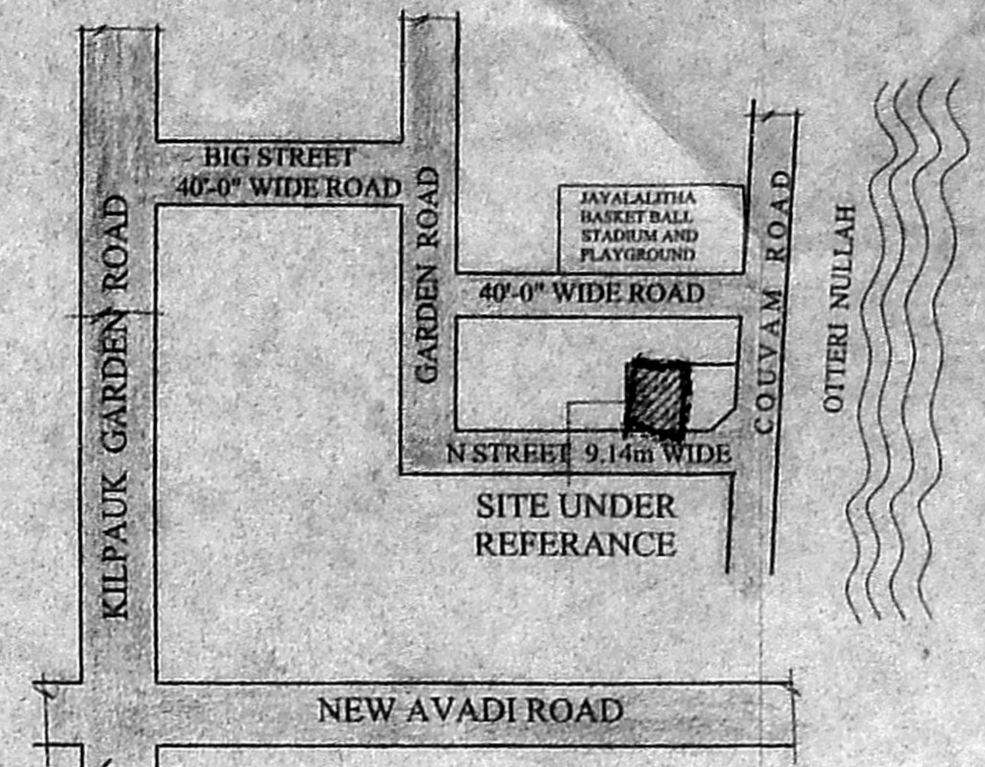 BIG STREET
40'-0" WIDE ROAD
KILPAUK GARDEN ROAD
GARDEN ROAD
JAYALALITHA
BASKET BALL
STADIUM AND
PLAYGROUND
40'-0" WIDE ROAD
COUVAM ROAD
OTTERI NULLAH
N STREET 9.14m WIDE
SITE UNDER
REFERANCE
NEW AVADI ROAD